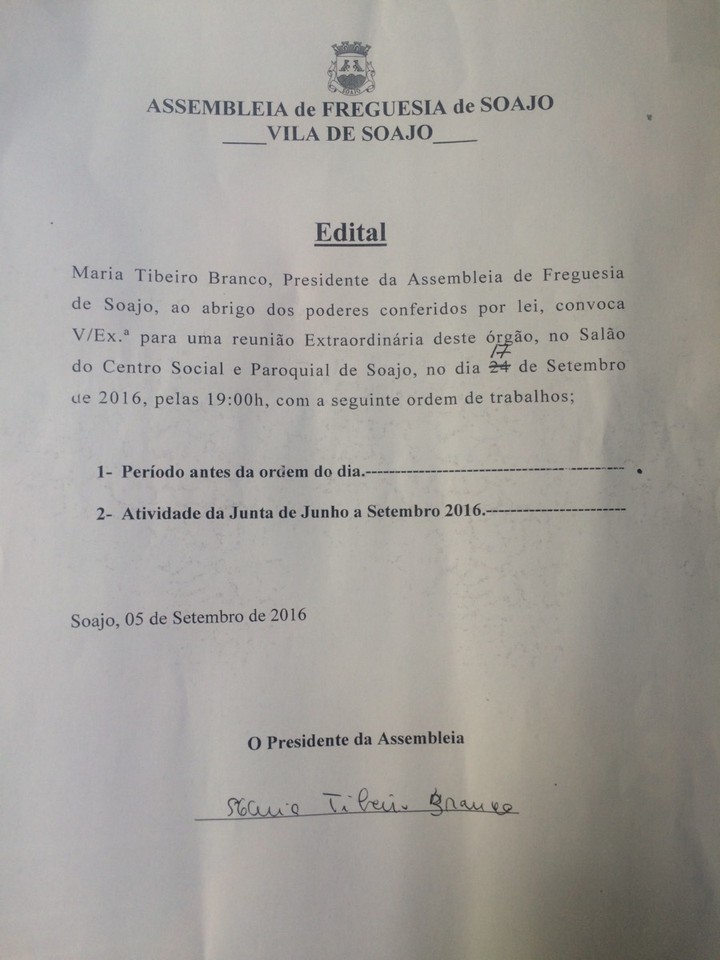 SOAJO
ASSEMBLEIA de FREGUESIA de SOAJO
____VILA DE SOAJO____
Edital
Maria Tibeiro Branco, Presidente da Assembleia de Freguesia
de Soajo, ao abrigo dos poderes conferidos por lei, convoca
V/Ex.ª para uma reunião Extraordinária deste órgão, no Salão
17
do Centro Social e Paroquial de Soajo, no dia 24 de Setembro
de 2016, pelas 19:00h, com a seguinte ordem de trabalhos;
1- Período antes da ordem do dia.------------------------------------------------
2- Atividade da Junta de Junho a Setembro 2016.-------------------------
Soajo, 05 de Setembro de 2016
O Presidente da Assembleia
Maria Tibeiro Branco